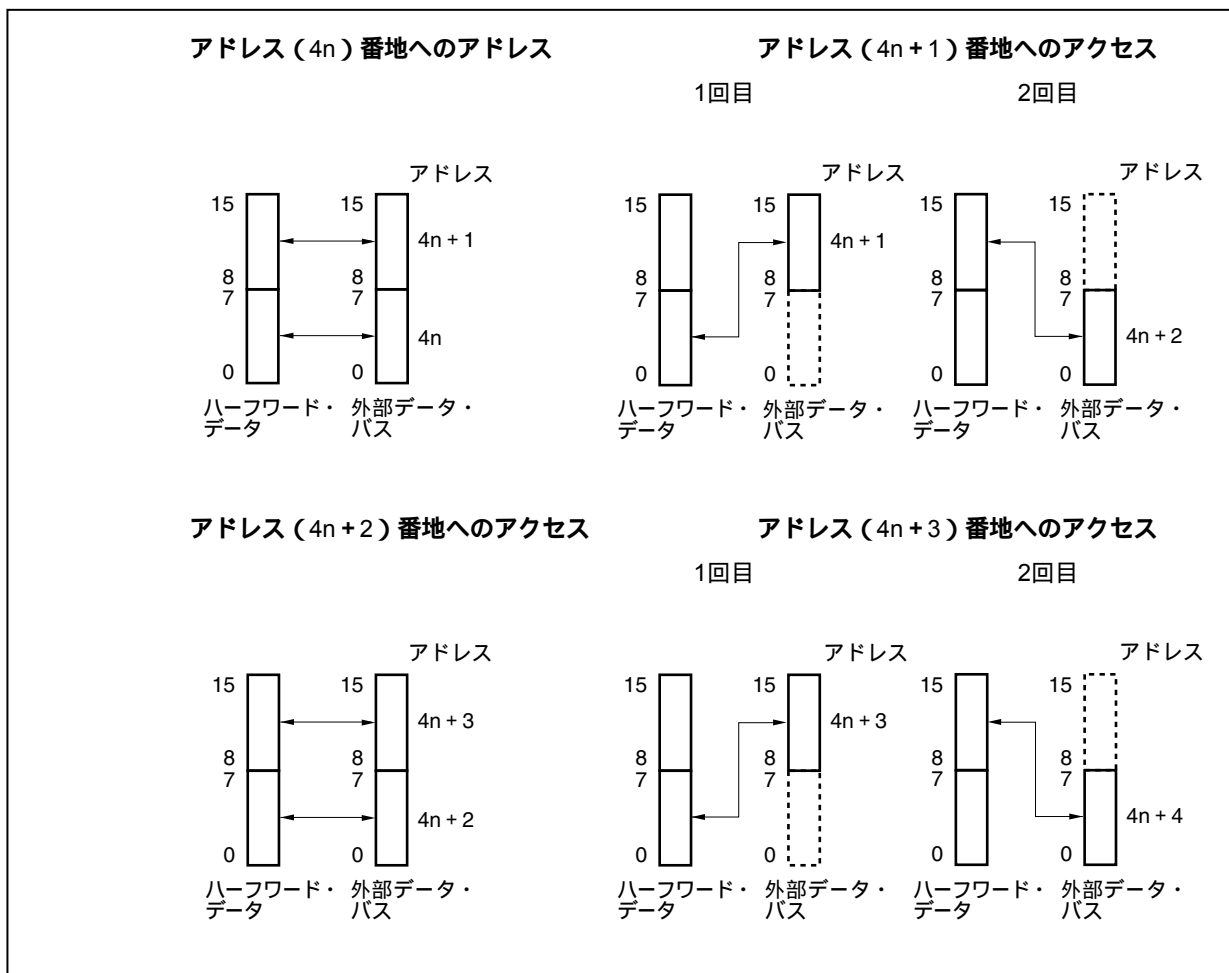 アドレス（4n）番地へのアドレス
アドレス（4n＋1）番地へのアクセス
1回目
2回目
アドレス
15
15
4n + 1
8
8
7
7
4n
0
0
ハーフワード・
データ
外部データ・
バス
アドレス
15
15
4n + 1
8
8
7
7
0
0
ハーフワード・
データ
外部データ・
バス
アドレス
15
15
8
8
7
7
4n + 2
0
0
ハーフワード・
データ
外部データ・
バス
アドレス（4n＋2）番地へのアクセス
アドレス（4n＋3）番地へのアクセス
1回目
2回目
アドレス
15
15
4n + 3
8
8
7
7
4n + 2
0
0
ハーフワード・
データ
外部データ・
バス
アドレス
15
15
4n + 3
8
8
7
7
0
0
ハーフワード・
データ
外部データ・
バス
アドレス
15
15
8
8
7
7
4n + 4
0
0
ハーフワード・
データ
外部データ・
バス